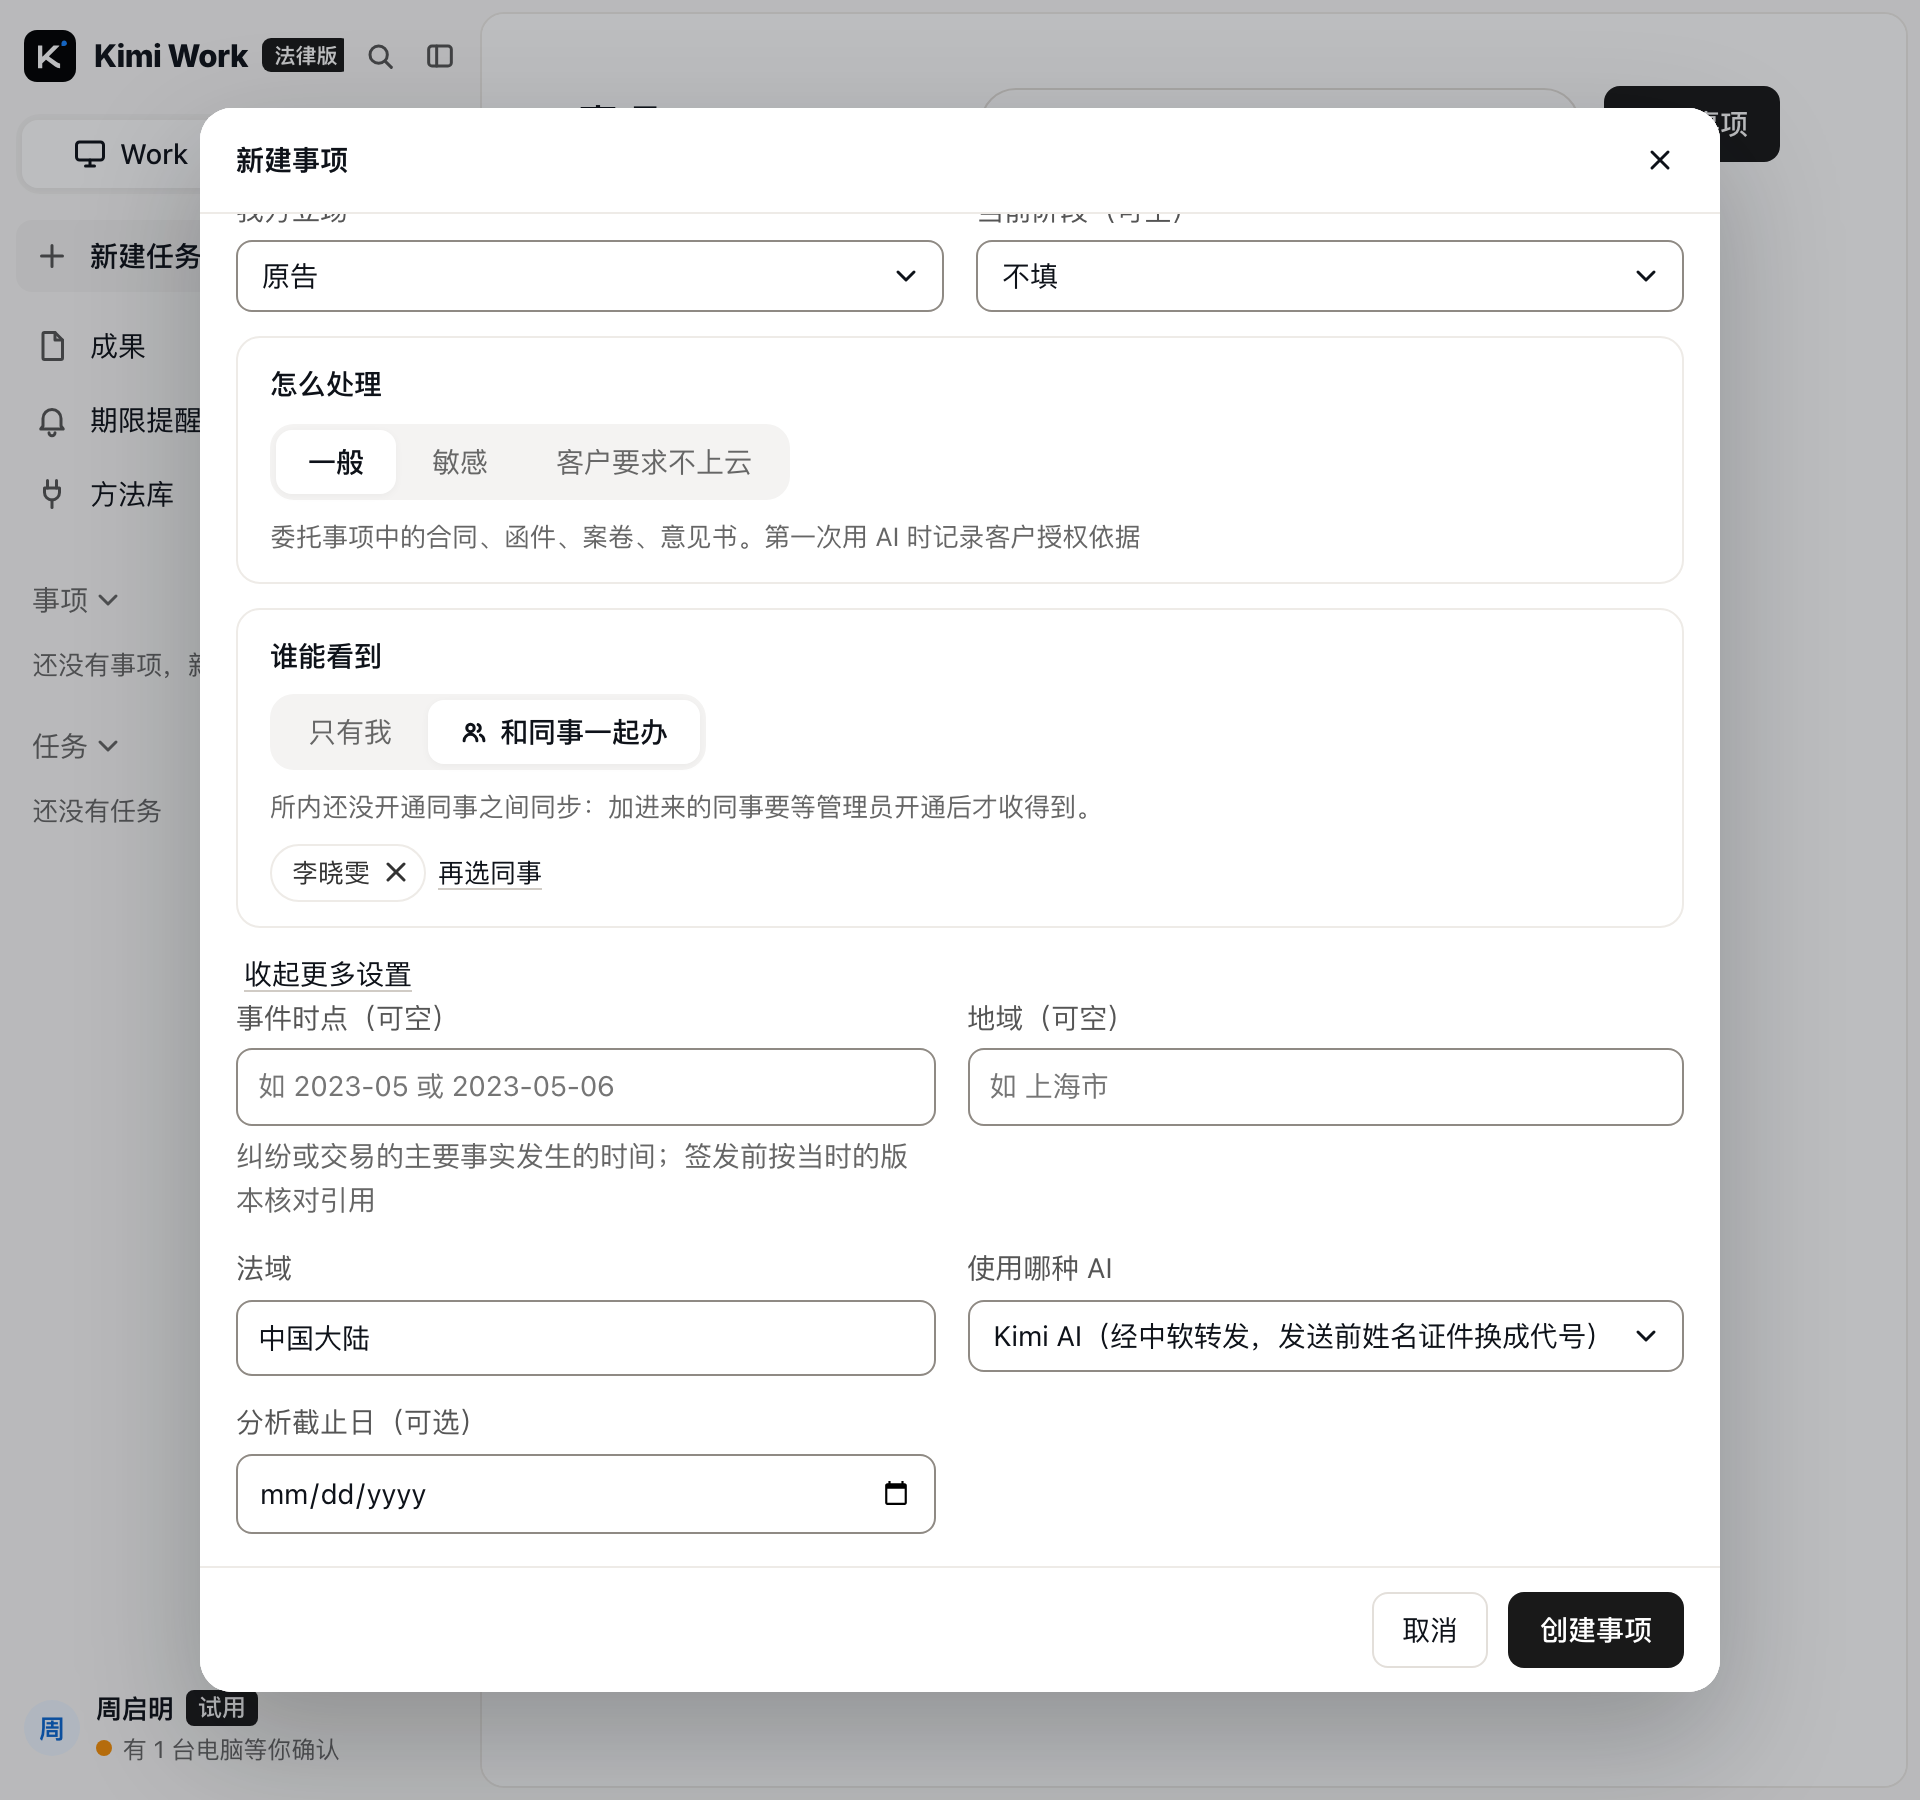 Kimi Work 法律版
项
Work
新建事项
新建任务
我方立场
当前阶段（可空）
原告
不填
成果
怎么处理
期限提醒
一般 敏感 客户要求不上云
方法库
委托事项中的合同、函件、案卷、意见书。第一次用 AI 时记录客户授权依据
事项
谁能看到
还没有事项，新
只有我 和同事一起办
任务
所内还没开通同事之间同步：加进来的同事要等管理员开通后才收得到。
还没有任务
李晓雯 再选同事
收起更多设置
事件时点（可空）
地域（可空）
如 2023-05 或 2023-05-06
如 上海市
纠纷或交易的主要事实发生的时间；签发前按当时的版
本核对引用
法域
使用哪种 AI
中国大陆
Kimi AI（经中软转发，发送前姓名证件换成代号）
分析截止日（可选）
mm/dd/yyyy
取消
创建事项
周
周启明 试用
有 1 台电脑等你确认